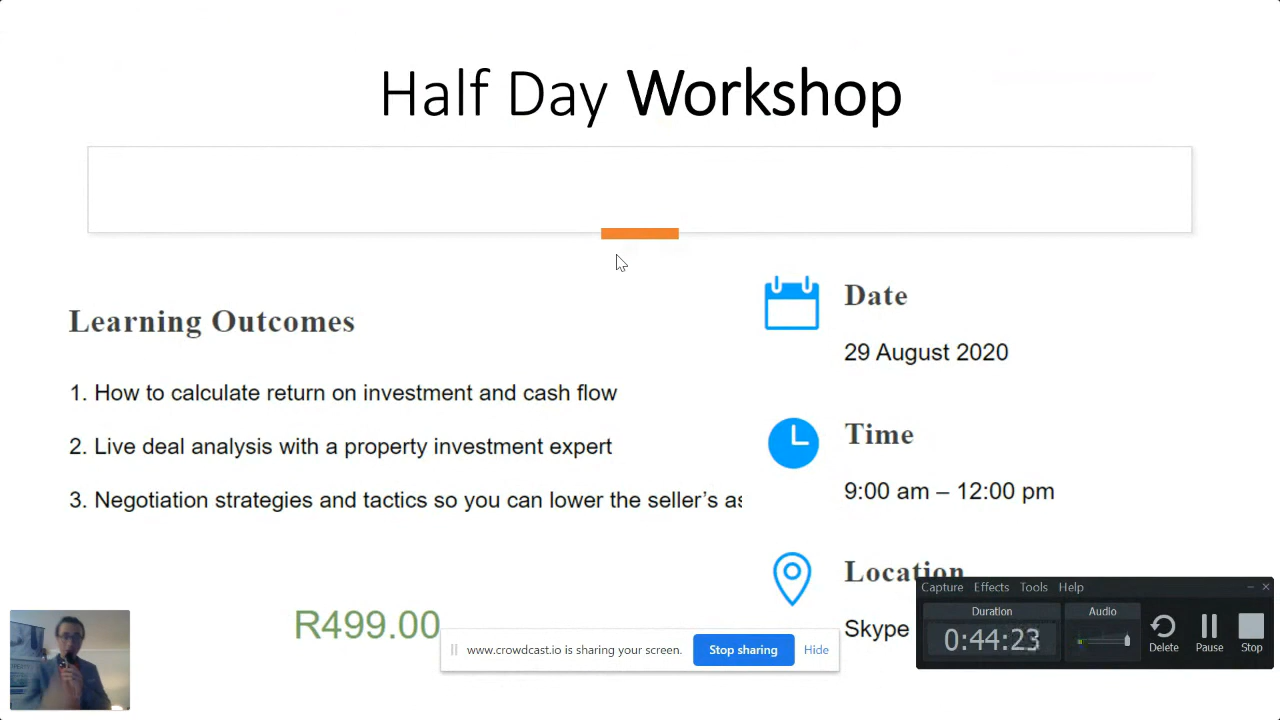 Half Day Workshop
Learning Outcomes
1. How to calculate return on investment and cash flow
2. Live deal analysis with a property investment expert
3. Negotiation strategies and tactics so you can lower the seller's as
R499.00
Date
29 August 2020
Time
9:00 am – 12:00 pm
Location
Skype
www.crowdcast.io is sharing your screen.
Stop sharing
Hide
Capture Effects Tools Help
Duration
0:44:23
Audio
Delete
Pause
Stop